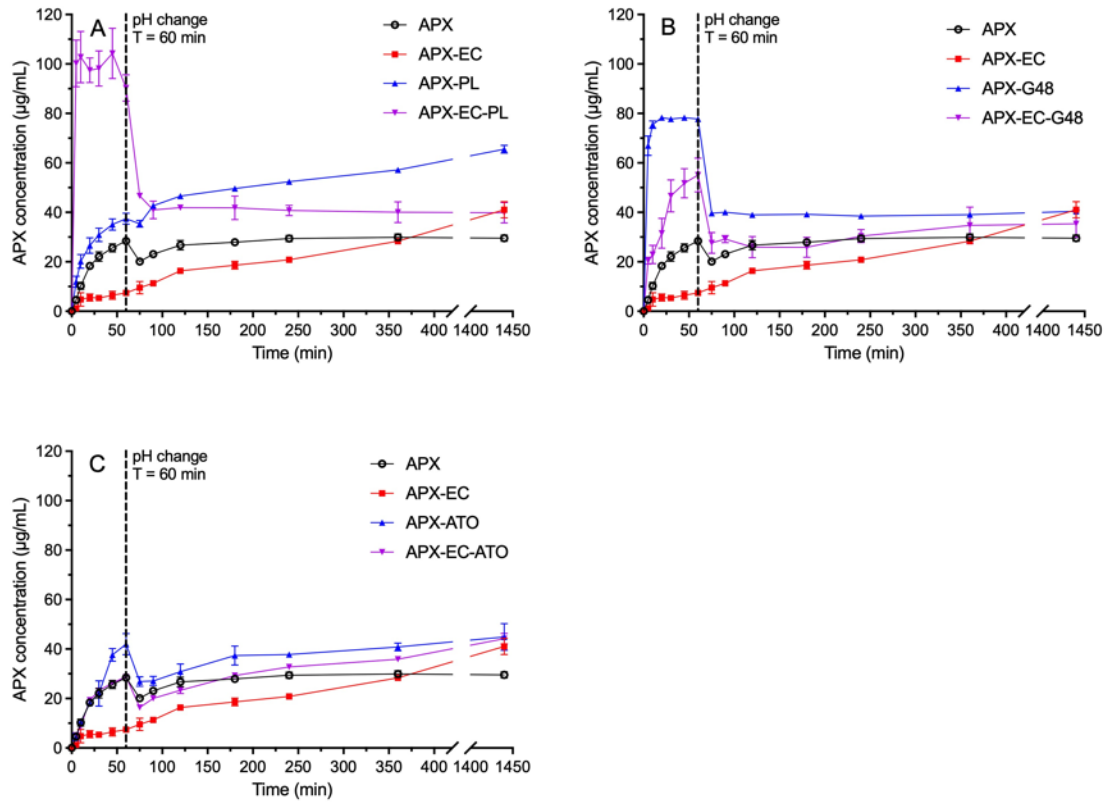 A
pH change
T = 60 min
APX
APX-EC
APX-PL
APX-EC-PL
APX concentration (µg/mL)
120
100
80
60
40
20
0
0 50 100 150 200 250 300 350 400 1400 1450
Time (min)
B
pH change
T = 60 min
APX
APX-EC
APX-G48
APX-EC-G48
APX concentration (µg/mL)
120
100
80
60
40
20
0
0 50 100 150 200 250 300 350 400 1400 1450
Time (min)
C
pH change
T = 60 min
APX
APX-EC
APX-ATO
APX-EC-ATO
APX concentration (µg/mL)
120
100
80
60
40
20
0
0 50 100 150 200 250 300 350 400 1400 1450
Time (min)